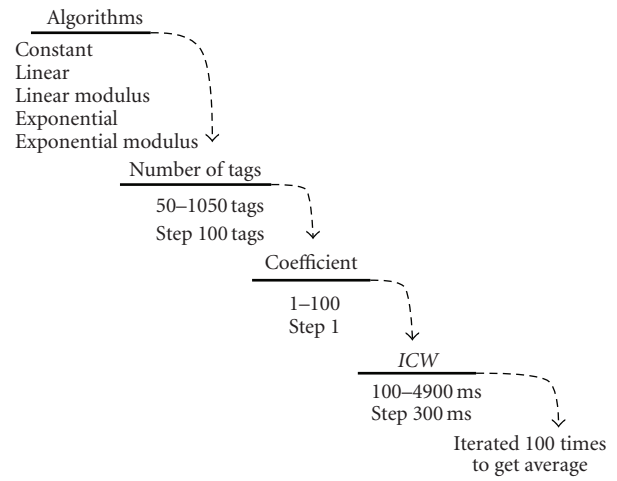 Algorithms
Constant
Linear
Linear modulus
Exponential
Exponential modulus
Number of tags
50–1050 tags
Step 100 tags
Coefficient
1–100
Step 1
ICW
100–4900 ms
Step 300 ms
Iterated 100 times
to get average